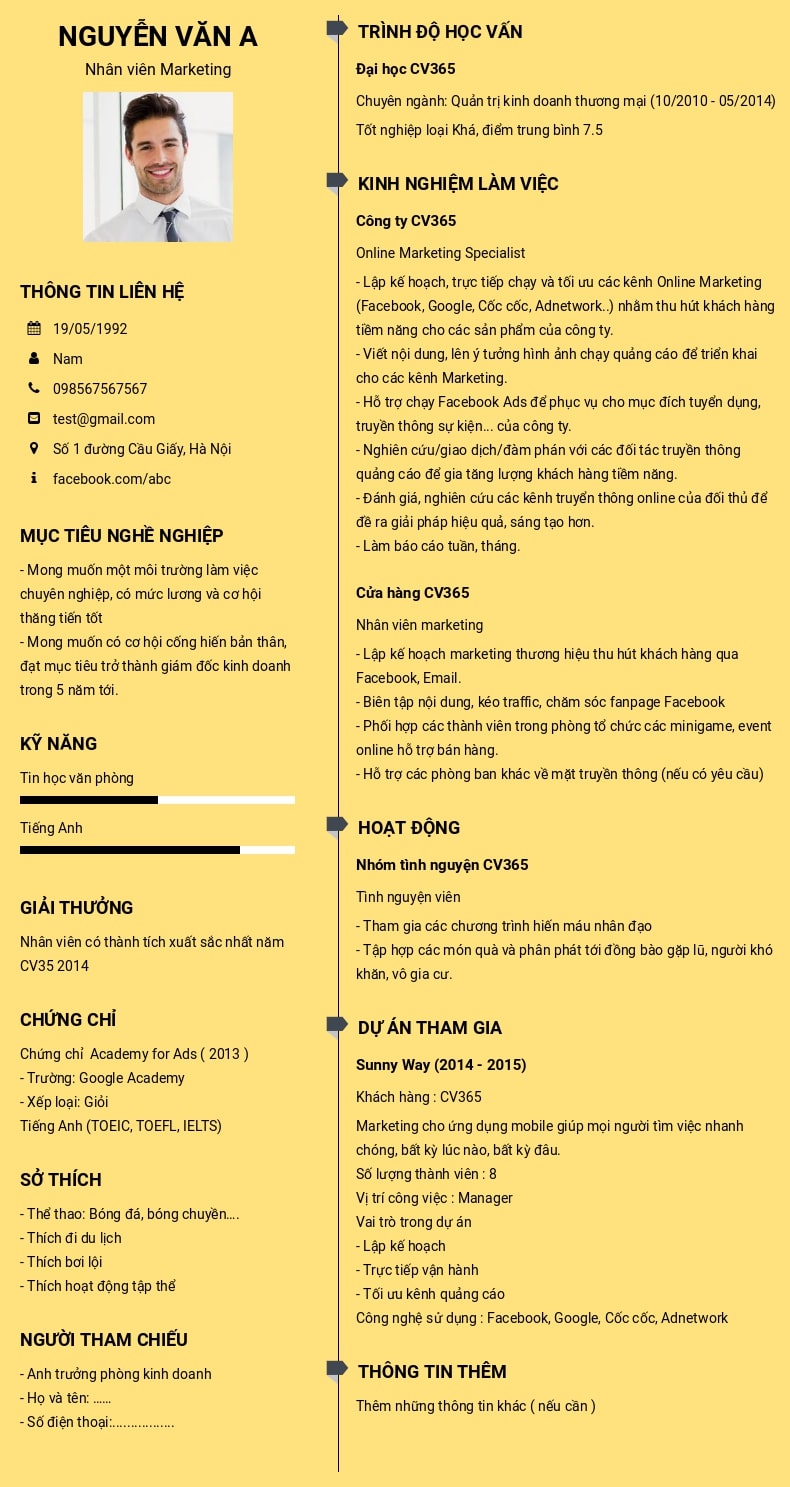 NGUYỄN VĂN A
Nhân viên Marketing
THÔNG TIN LIÊN HỆ
19/05/1992
Nam
098567567567
test@gmail.com
Số 1 đường Cầu Giấy, Hà Nội
facebook.com/abc
MỤC TIÊU NGHỀ NGHIỆP
- Mong muốn một môi trường làm việc
chuyên nghiệp, có mức lương và cơ hội
thăng tiến tốt
- Mong muốn có cơ hội cống hiến bản thân,
đạt mục tiêu trở thành giám đốc kinh doanh
trong 5 năm tới.
KỸ NĂNG
Tin học văn phòng
Tiếng Anh
GIẢI THƯỞNG
Nhân viên có thành tích xuất sắc nhất năm
CV35 2014
CHỨNG CHỈ
Chứng chỉ  Academy for Ads ( 2013 )
- Trường: Google Academy
- Xếp loại: Giỏi
Tiếng Anh (TOEIC, TOEFL, IELTS)
SỞ THÍCH
- Thể thao: Bóng đá, bóng chuyền....
- Thích đi du lịch
- Thích bơi lội
- Thích hoạt động tập thể
NGƯỜI THAM CHIẾU
- Anh trưởng phòng kinh doanh
- Họ và tên: ......
- Số điện thoại:.................
TRÌNH ĐỘ HỌC VẤN
Đại học CV365
Chuyên ngành: Quản trị kinh doanh thương mại (10/2010 - 05/2014)
Tốt nghiệp loại Khá, điểm trung bình 7.5
KINH NGHIỆM LÀM VIỆC
Công ty CV365
Online Marketing Specialist
- Lập kế hoạch, trực tiếp chạy và tối ưu các kênh Online Marketing
(Facebook, Google, Cốc cốc, Adnetwork..) nhằm thu hút khách hàng
tiềm năng cho các sản phẩm của công ty.
- Viết nội dung, lên ý tưởng hình ảnh chạy quảng cáo để triển khai
cho các kênh Marketing.
- Hỗ trợ chạy Facebook Ads để phục vụ cho mục đích tuyển dụng,
truyền thông sự kiện... của công ty.
- Nghiên cứu/giao dịch/đàm phán với các đối tác truyền thông
quảng cáo để gia tăng lượng khách hàng tiềm năng.
- Đánh giá, nghiên cứu các kênh truyển thông online của đối thủ để
đề ra giải pháp hiệu quả, sáng tạo hơn.
- Làm báo cáo tuần, tháng.
Cửa hàng CV365
Nhân viên marketing
- Lập kế hoạch marketing thương hiệu thu hút khách hàng qua
Facebook, Email.
- Biên tập nội dung, kéo traffic, chăm sóc fanpage Facebook
- Phối hợp các thành viên trong phòng tổ chức các minigame, event
online hỗ trợ bán hàng.
- Hỗ trợ các phòng ban khác về mặt truyền thông (nếu có yêu cầu)
HOẠT ĐỘNG
Nhóm tình nguyện CV365
Tình nguyện viên
- Tham gia các chương trình hiến máu nhân đạo
- Tập hợp các món quà và phân phát tới đồng bào gặp lũ, người khó
khăn, vô gia cư.
DỰ ÁN THAM GIA
Sunny Way (2014 - 2015)
Khách hàng : CV365
Marketing cho ứng dụng mobile giúp mọi người tìm việc nhanh
chóng, bất kỳ lúc nào, bất kỳ đâu.
Số lượng thành viên : 8
Vị trí công việc : Manager
Vai trò trong dự án
- Lập kế hoạch
- Trực tiếp vận hành
- Tối ưu kênh quảng cáo
Công nghệ sử dụng : Facebook, Google, Cốc cốc, Adnetwork
THÔNG TIN THÊM
Thêm những thông tin khác ( nếu cần )